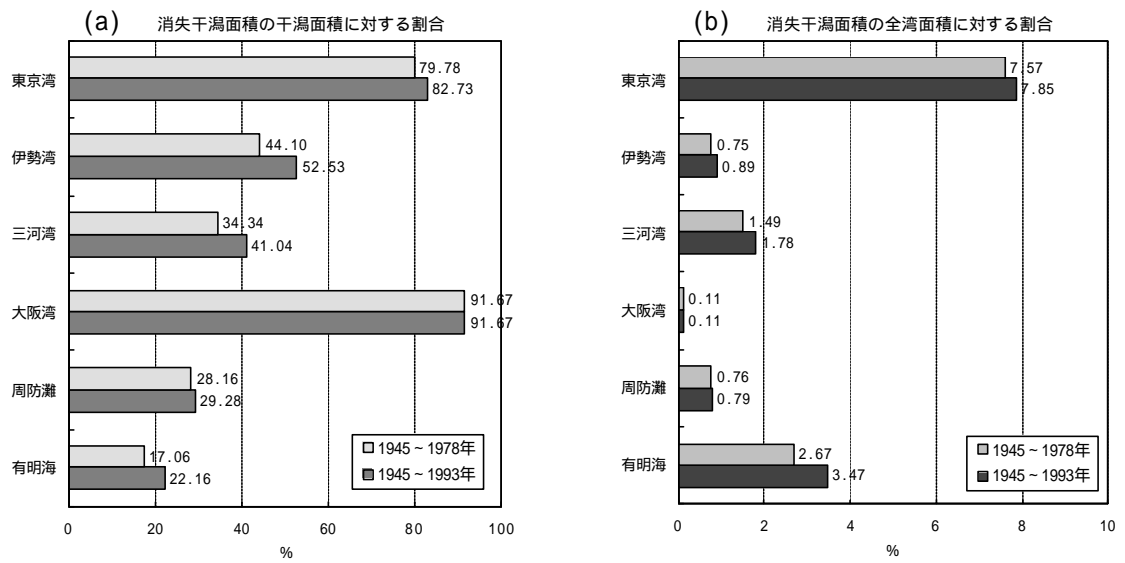 (a) 消失干潟面積の干潟面積に対する割合
東京湾
79.78
82.73
伊勢湾
44.10
52.53
三河湾
34.34
41.04
大阪湾
91.67
91.67
周防灘
28.16
29.28
有明海
17.06
22.16
1945~1978年
1945~1993年
0 20 40 60 80 100
%
(b) 消失干潟面積の全湾面積に対する割合
東京湾
7.57
7.85
伊勢湾
0.75
0.89
三河湾
1.49
1.78
大阪湾
0.11
0.11
周防灘
0.76
0.79
有明海
2.67
3.47
1945~1978年
1945~1993年
0 2 4 6 8 10
%